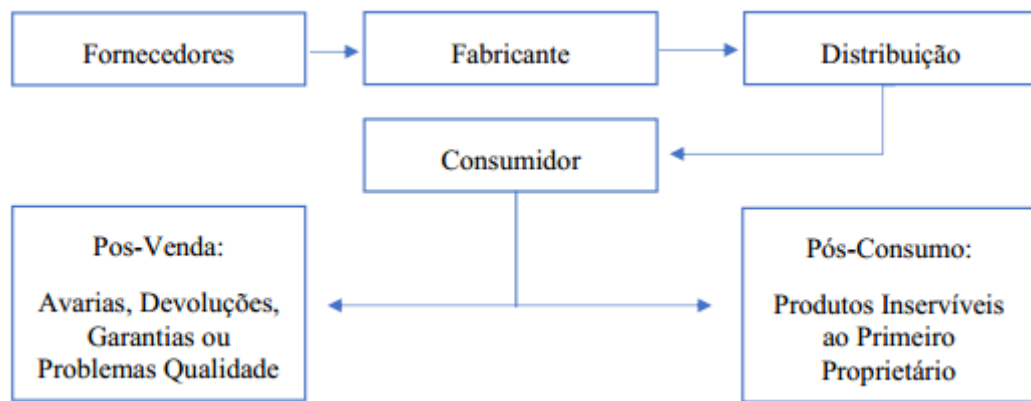 Fornecedores
Fabricante
Distribuição
Consumidor
Pos-Venda:
Avarias, Devoluções,
Garantias ou
Problemas Qualidade
Pós-Consumo:
Produtos Inservíveis
ao Primeiro
Proprietário